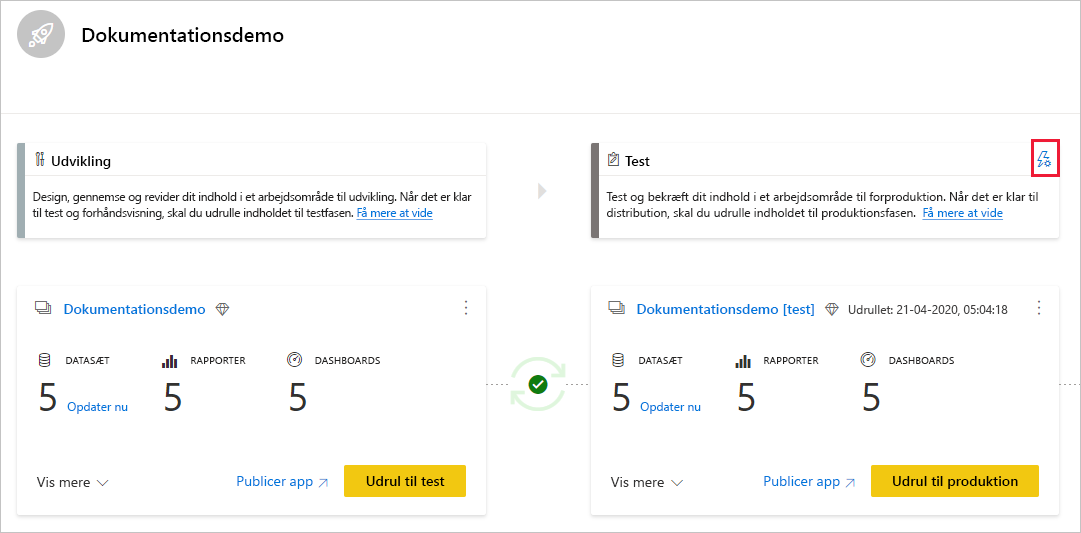 Dokumentationsdemo
Udvikling
Design, gennemse og revider dit indhold i et arbejdsområde til udvikling. Når det er klar
til test og forhåndsvisning, skal du udrulle indholdet til testfasen. Få mere at vide
Test
Test og bekræft dit indhold i et arbejdsområde til forproduktion. Når det er klar til
distribution, skal du udrulle indholdet til produktionsfasen. Få mere at vide
Dokumentationsdemo
DATASÆT RAPPORTER DASHBOARDS
5 Opdater nu 5 5
Vis mere Publicer app Udrul til test
Dokumentationsdemo [test] Udrullet: 21-04-2020, 05:04:18
DATASÆT RAPPORTER DASHBOARDS
5 Opdater nu 5 5
Vis mere Publicer app Udrul til produktion